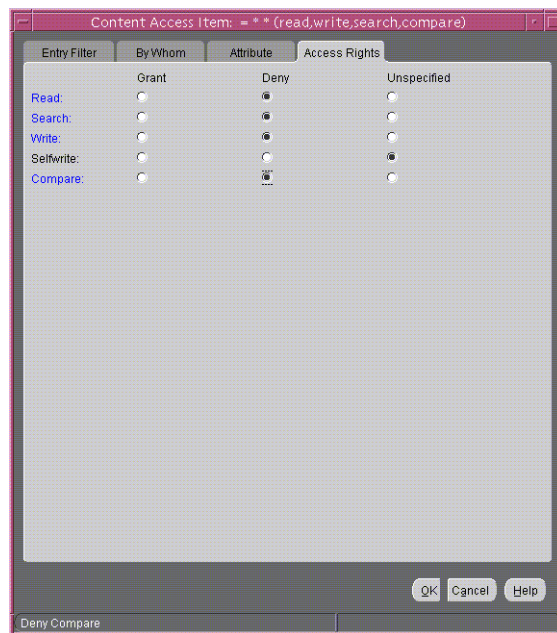 Content Access Item: = * * (read,write,search,compare)
Entry Filter By Whom Attribute Access Rights
Grant Deny Unspecified
Read:
Search:
Write:
Selfwrite:
Compare:
OK Cancel Help
Deny Compare